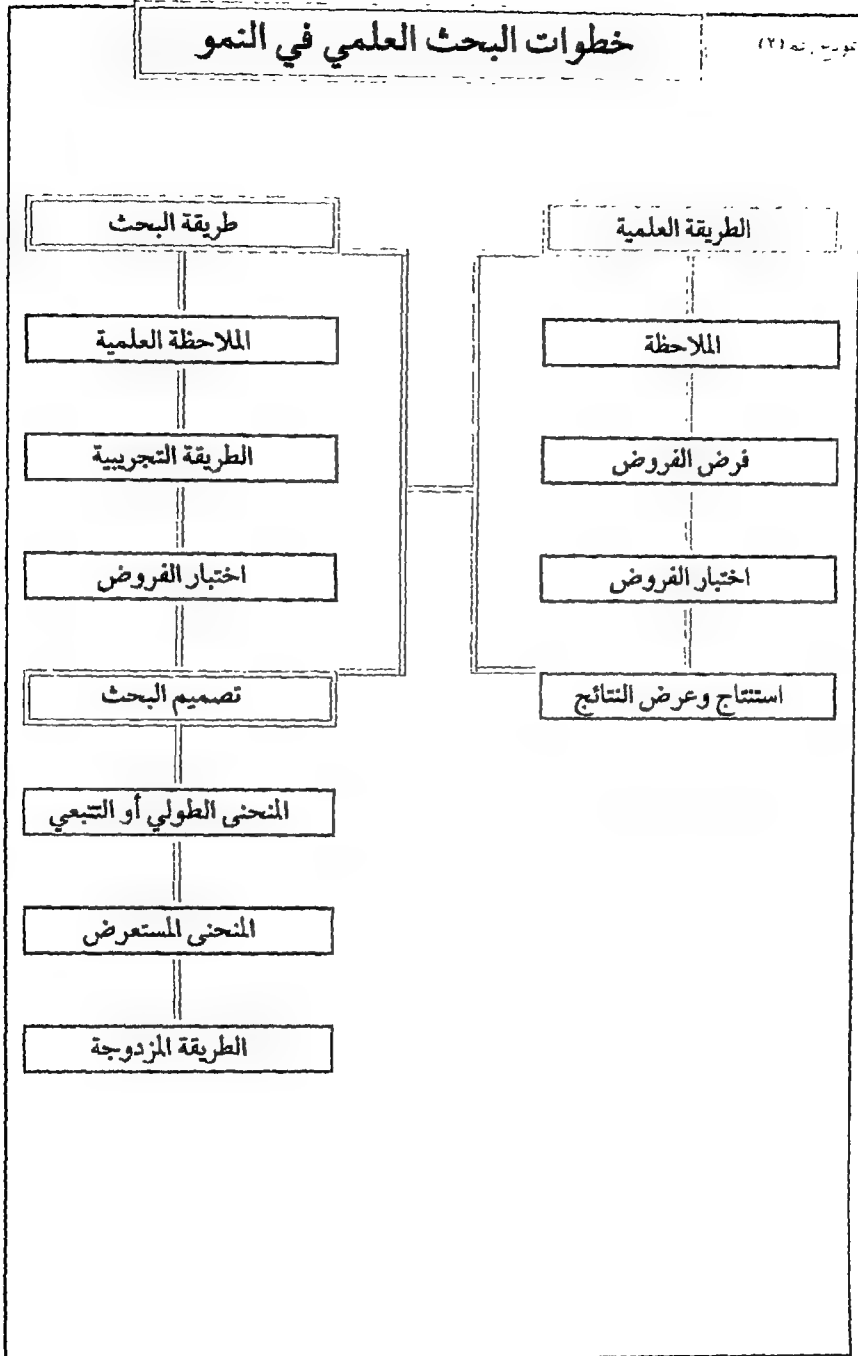 (٢)
خطوات البحث العلمي في النمو
الطريقة العلمية
الملاحظة
فرض الفروض
اختبار الفروض
استنتاج وعرض النتائج
طريقة البحث
الملاحظة العلمية
الطريقة التجريبية
اختبار الفروض
تصميم البحث
المنحنى الطولي أو التتبعي
المنحنى المستعرض
الطريقة المزدوجة